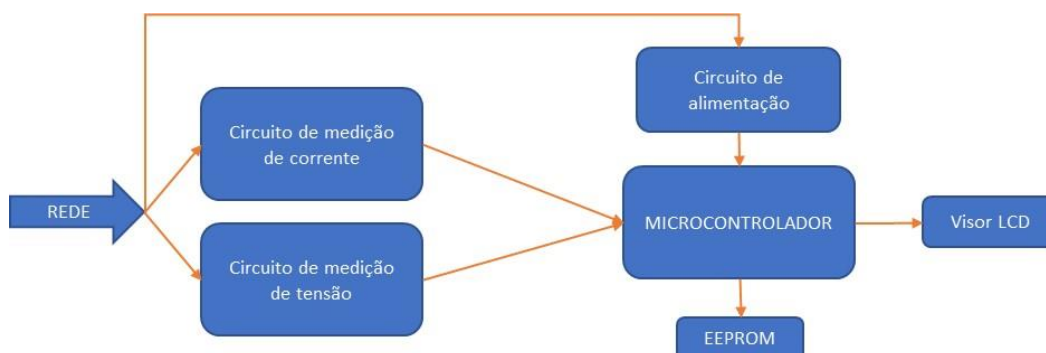 Circuito de
alimentação
Circuito de medição
de corrente
REDE
MICROCONTROLADOR
Visor LCD
Circuito de medição
de tensão
EEPROM